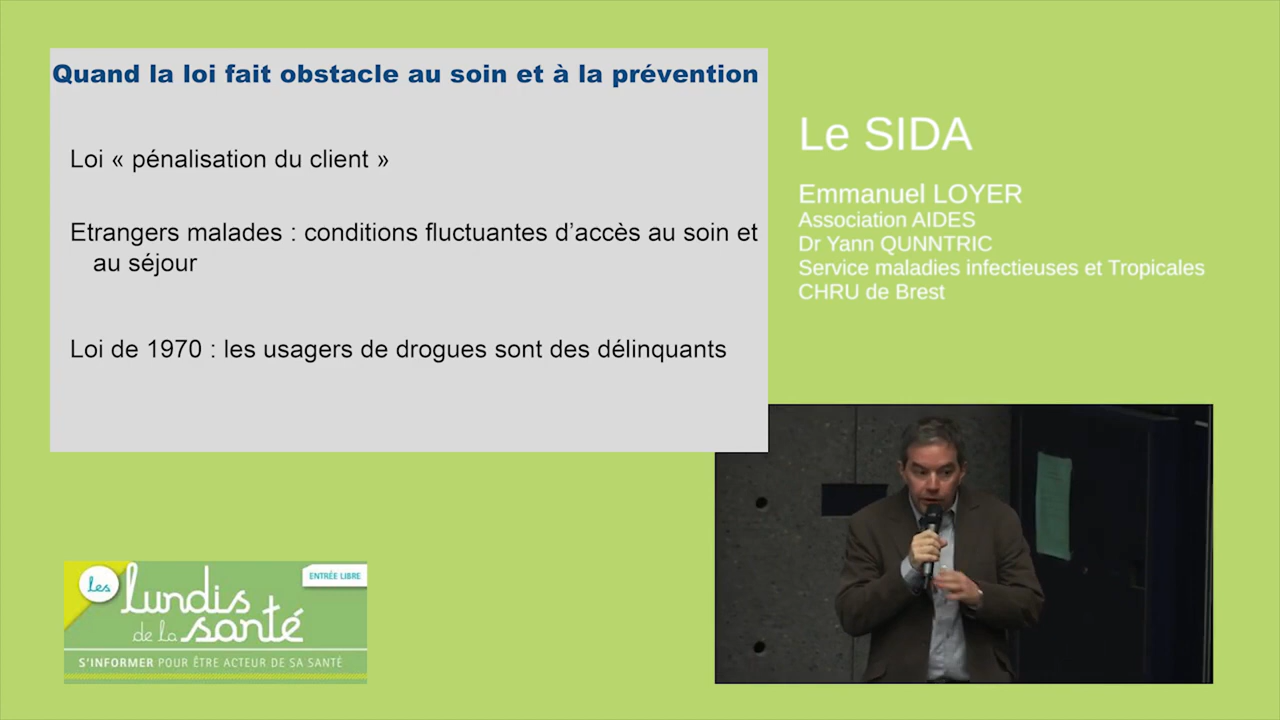 Quand la loi fait obstacle au soin et à la prévention
Loi « pénalisation du client »
Etrangers malades : conditions fluctuantes d’accès au soin et
au séjour
Loi de 1970 : les usagers de drogues sont des délinquants
Le SIDA
Emmanuel LOYER
Association AIDES
Dr Yann QUNNTRIC
Service maladies infectieuses et Tropicales
CHRU de Brest
les
lundis
de la santé
ENTRÉE LIBRE
S'INFORMER POUR ÊTRE ACTEUR DE SA SANTÉ